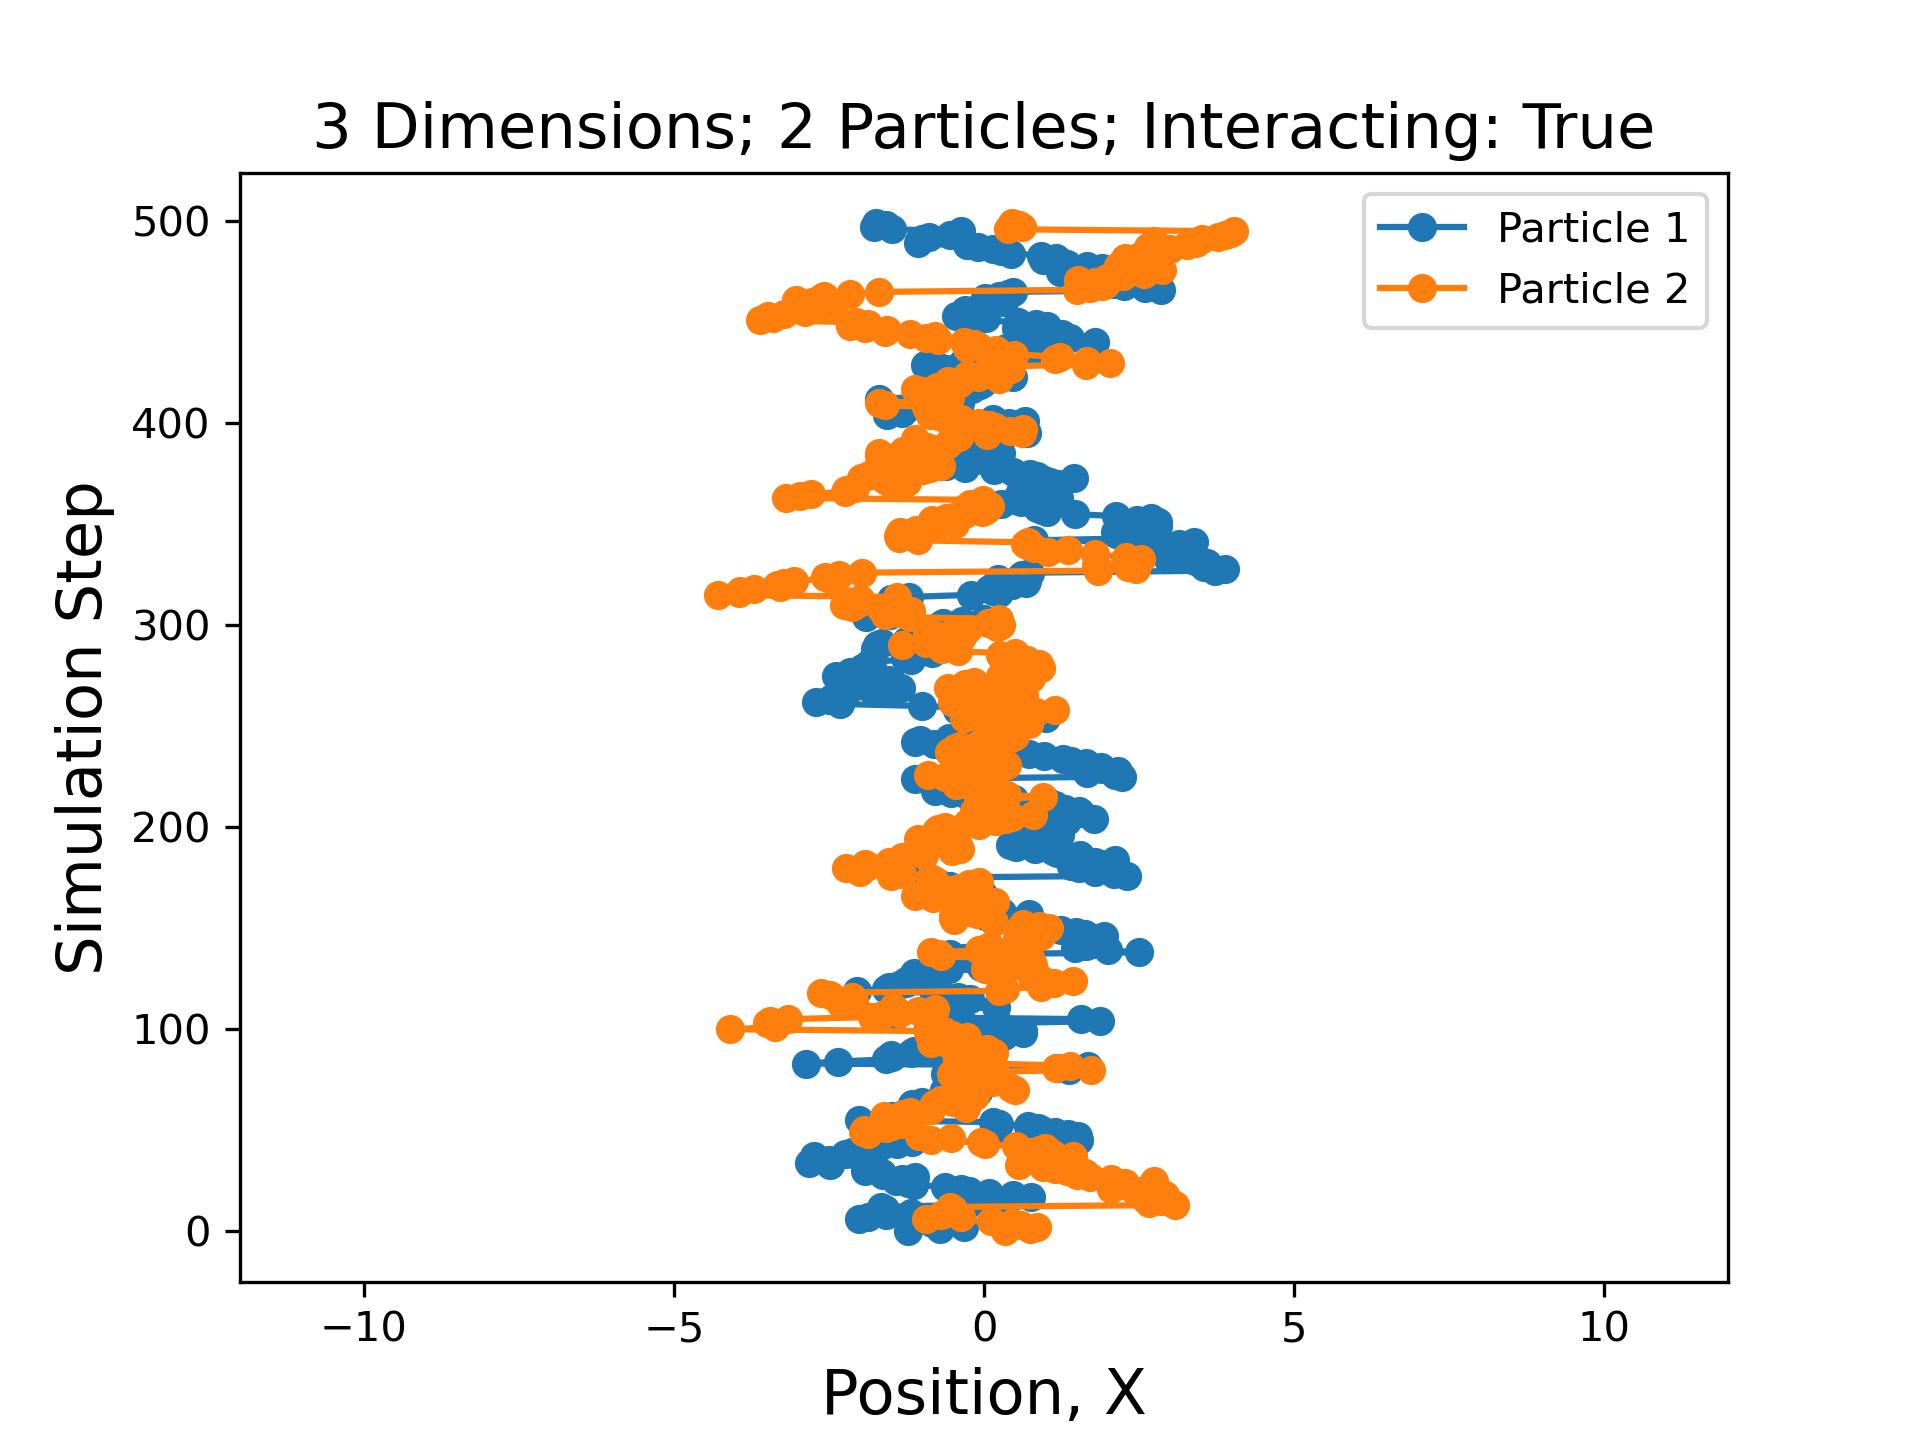 3 Dimensions; 2 Particles; Interacting: True
Particle 1
Particle 2
Simulation Step
500
400
300
200
100
0
−10
−5
0
5
10
Position, X